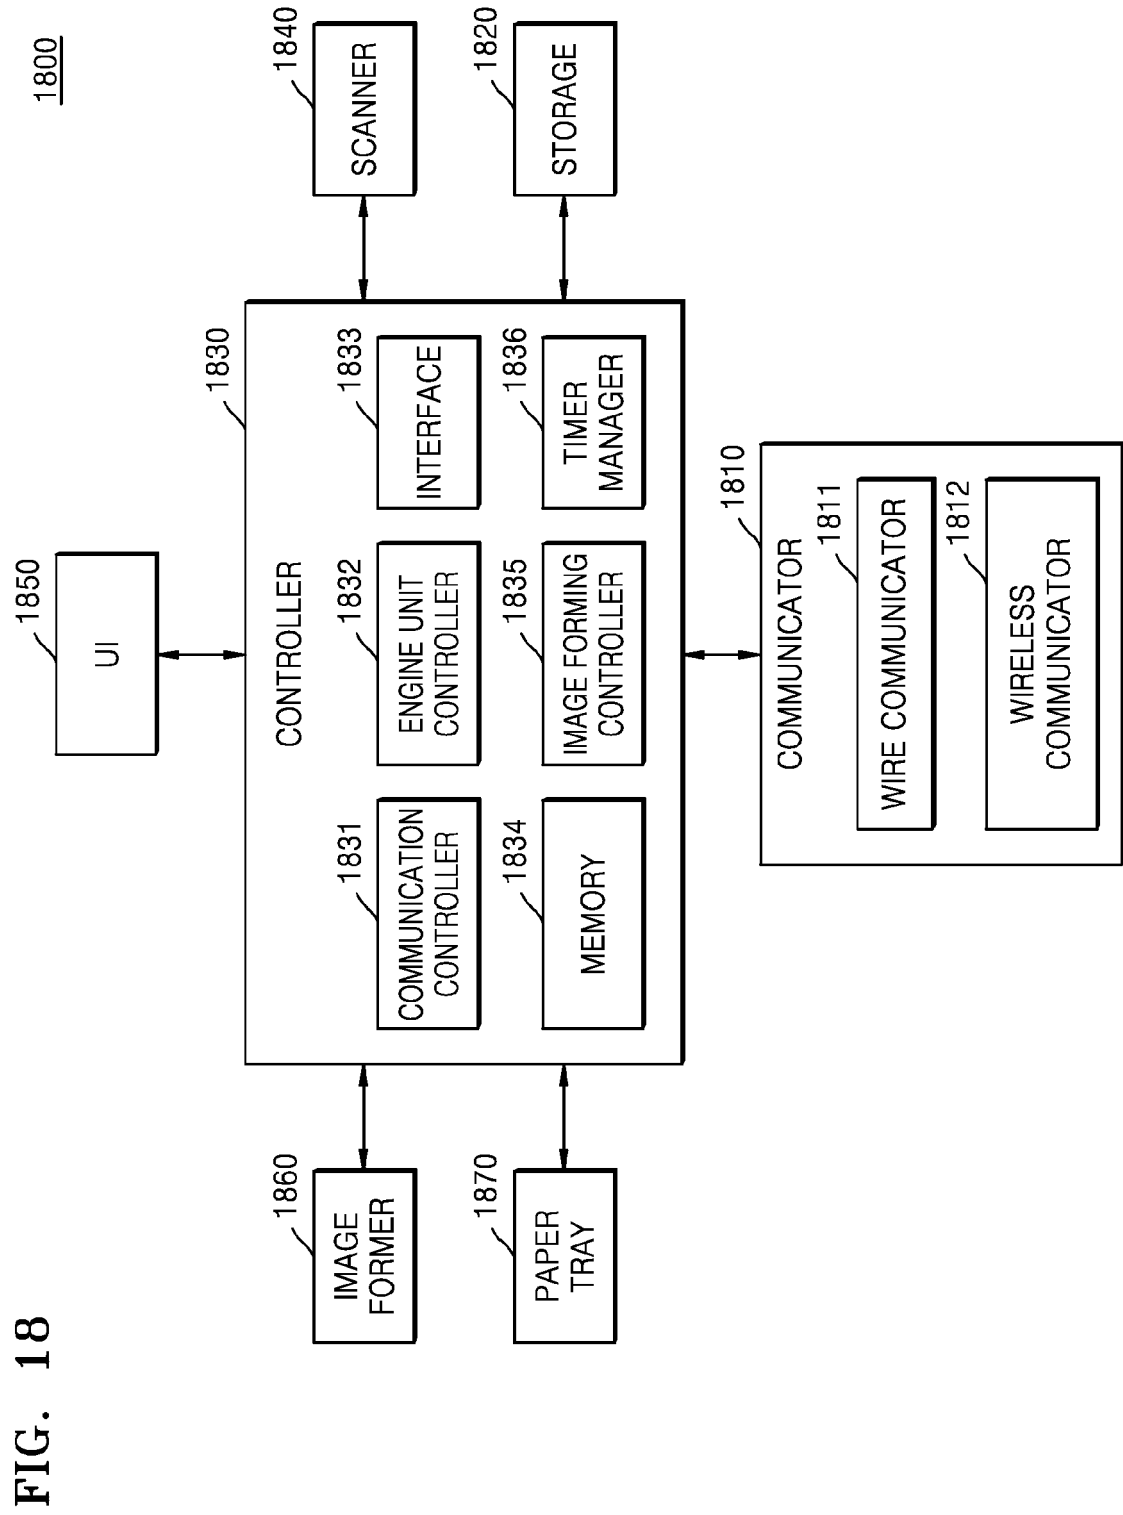 FIG. 18
1800
1850
UI
1860
IMAGE
FORMER
1870
PAPER
TRAY
1830
CONTROLLER
1831
COMMUNICATION
CONTROLLER
1832
ENGINE UNIT
CONTROLLER
1833
INTERFACE
1834
MEMORY
1835
IMAGE FORMING
CONTROLLER
1836
TIMER
MANAGER
1840
SCANNER
1820
STORAGE
1810
COMMUNICATOR
1811
WIRE COMMUNICATOR
1812
WIRELESS
COMMUNICATOR